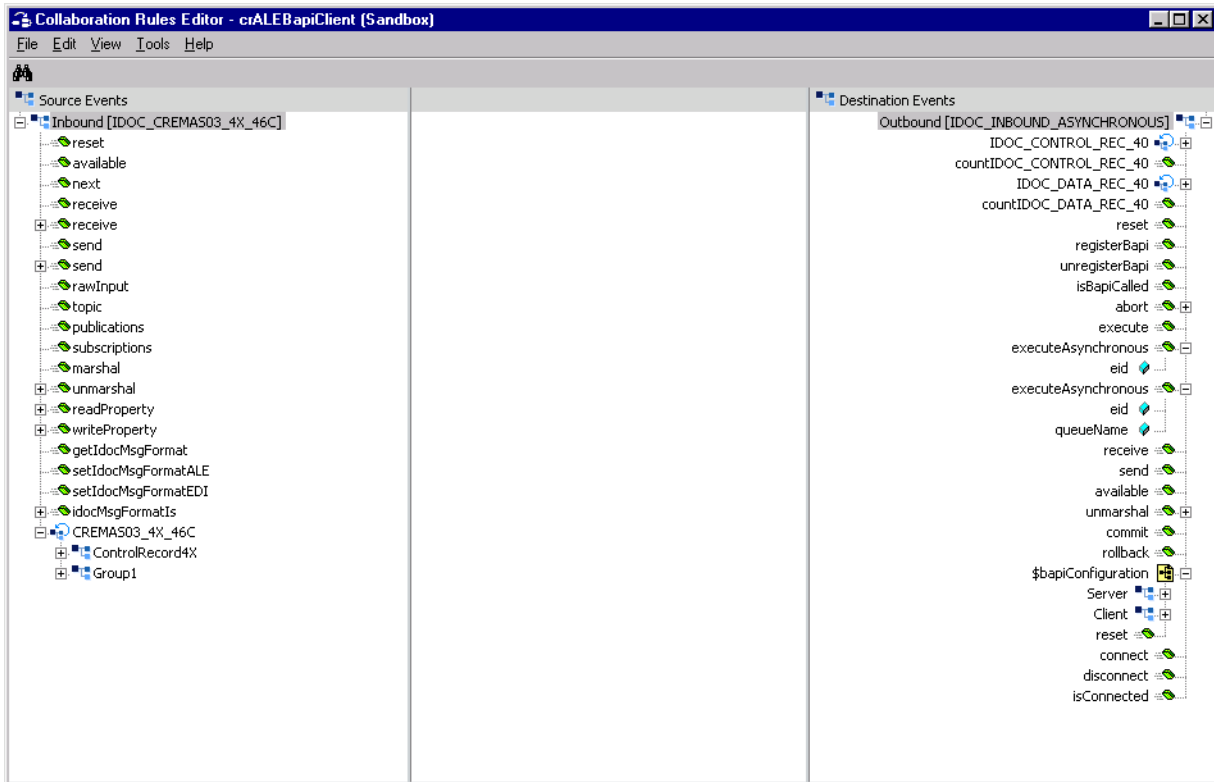 Collaboration Rules Editor - crALEBapiClient (Sandbox)
File Edit View Tools Help
Source Events
Inbound [IDOC_CREMAS03_4X_46C]
reset
available
next
receive
receive
send
send
rawInput
topic
publications
subscriptions
marshal
unmarshal
readProperty
writeProperty
getIdocMsgFormat
setIdocMsgFormatALE
setIdocMsgFormatEDI
idocMsgFormatIs
CREMAS03_4X_46C
ControlRecord4X
Group1
Destination Events
Outbound [IDOC_INBOUND_ASYNCHRONOUS]
IDOC_CONTROL_REC_40
countIDOC_CONTROL_REC_40
IDOC_DATA_REC_40
countIDOC_DATA_REC_40
reset
registerBapi
unregisterBapi
isBapiCalled
abort
execute
executeAsynchronous
eid
executeAsynchronous
eid
queueName
receive
send
available
unmarshal
commit
rollback
$bapiConfiguration
Server
Client
reset
connect
disconnect
isConnected